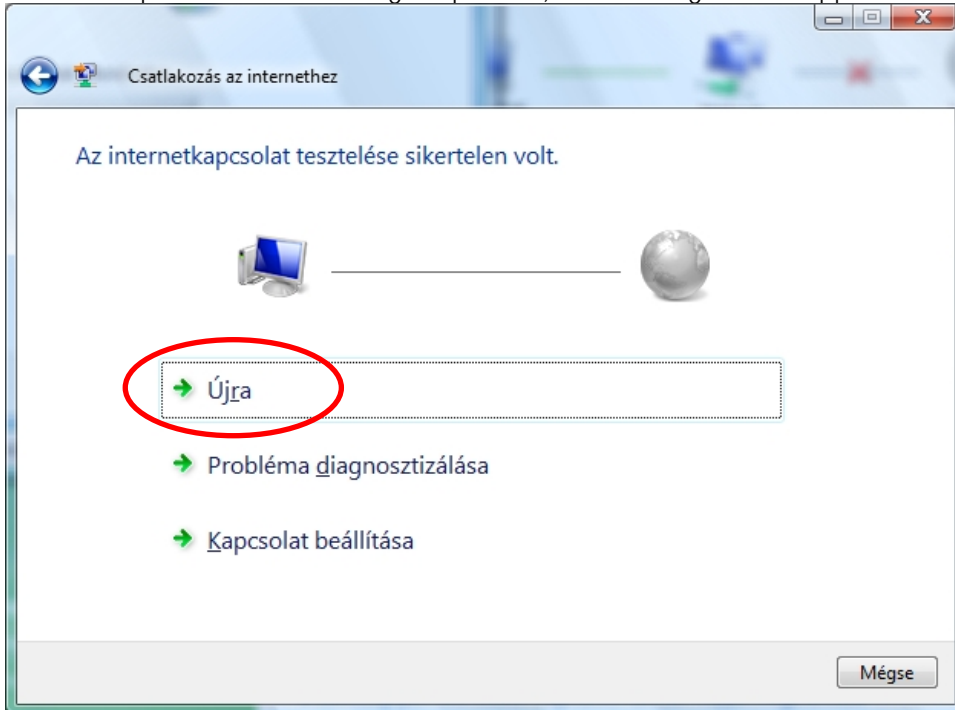 Csatlakozás az internethez
Az internetkapcsolat tesztelése sikertelen volt.
Újra
Probléma diagnosztizálása
Kapcsolat beállítása
Mégse